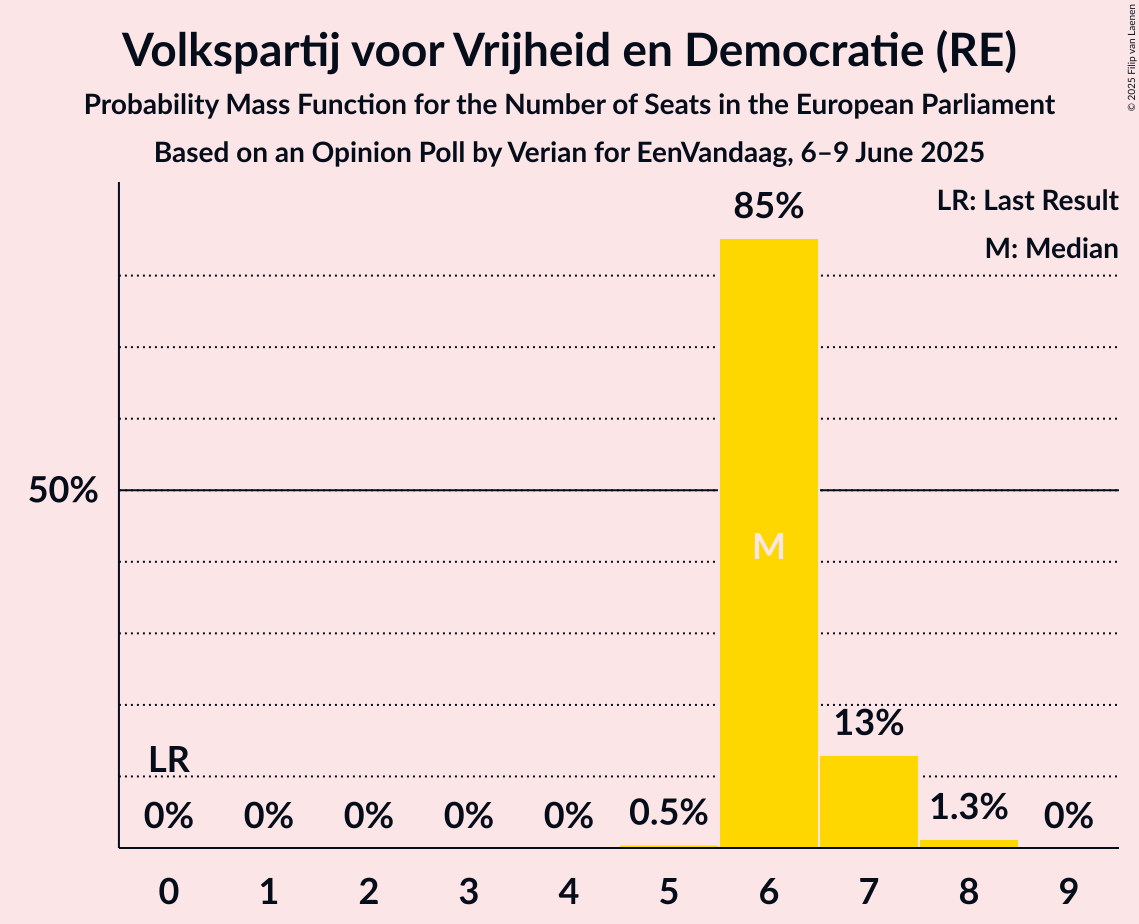 Volkspartij voor Vrijheid en Democratie (RE)
Probability Mass Function for the Number of Seats in the European Parliament
Based on an Opinion Poll by Verian for EenVandaag, 6–9 June 2025
© 2025 Filip van Laenen
LR: Last Result
M: Median
85%
50%
M
13%
LR
0% 0% 0% 0% 0% 0.5% 1.3% 0%
0 1 2 3 4 5 6 7 8 9